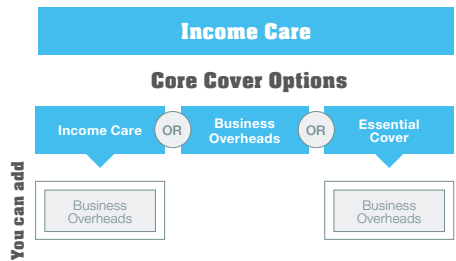 Income Care
Core Cover Options
Income Care
OR
Business
Overheads
OR
Essential
Cover
You can add
Business
Overheads
Business
Overheads